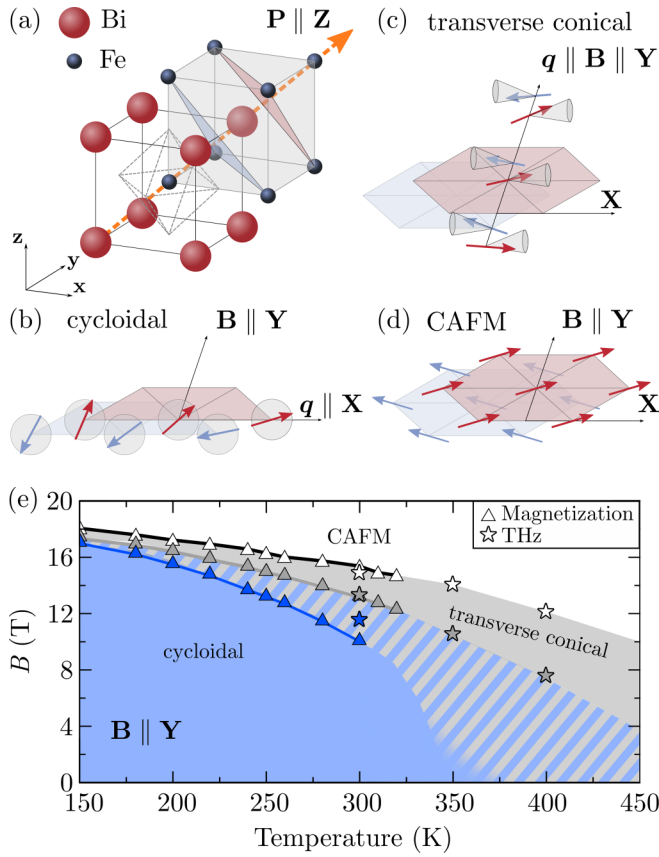 (a)
Bi
Fe
P ∥ Z
z
y
x
(c) transverse conical
q ∥ B ∥ Y
X
(b) cycloidal
B ∥ Y
q ∥ X
(d) CAFM
B ∥ Y
X
(e)
20
16
12
8
4
0
B (T)
CAFM
Magnetization
THz
transverse conical
cycloidal
B ∥ Y
150 200 250 300 350 400 450
Temperature (K)